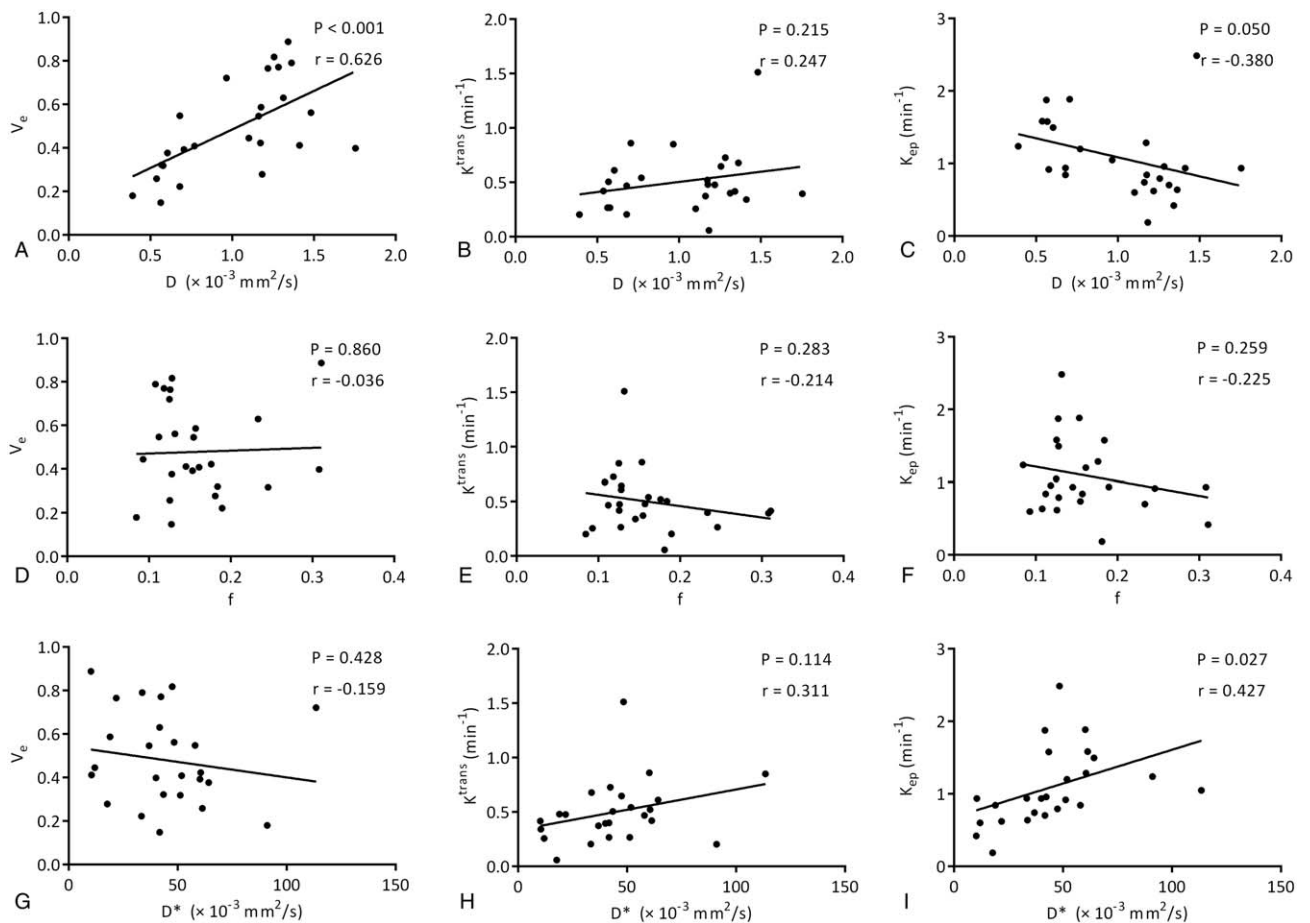 P < 0.001
r = 0.626
1.0
0.8
0.6
0.4
0.2
0.0
Ve
0.0 0.5 1.0 1.5 2.0
D (× 10⁻³ mm²/s)
A
P = 0.215
r = 0.247
2.0
1.5
1.0
0.5
0.0
Kᵗʳᵃⁿˢ (min⁻¹)
0.0 0.5 1.0 1.5 2.0
D (× 10⁻³ mm²/s)
B
P = 0.050
r = -0.380
3
2
1
0
Kep (min⁻¹)
0.0 0.5 1.0 1.5 2.0
D (× 10⁻³ mm²/s)
C
P = 0.860
r = -0.036
1.0
0.8
0.6
0.4
0.2
0.0
Ve
0.0 0.1 0.2 0.3 0.4
f
D
P = 0.283
r = -0.214
2.0
1.5
1.0
0.5
0.0
Kᵗʳᵃⁿˢ (min⁻¹)
0.0 0.1 0.2 0.3 0.4
f
E
P = 0.259
r = -0.225
3
2
1
0
Kep (min⁻¹)
0.0 0.1 0.2 0.3 0.4
f
F
P = 0.428
r = -0.159
1.0
0.8
0.6
0.4
0.2
0.0
Ve
0 50 100 150
D* (× 10⁻³ mm²/s)
G
P = 0.114
r = 0.311
2.0
1.5
1.0
0.5
0.0
Kᵗʳᵃⁿˢ (min⁻¹)
0 50 100 150
D* (× 10⁻³ mm²/s)
H
P = 0.027
r = 0.427
3
2
1
0
Kep (min⁻¹)
0 50 100 150
D* (× 10⁻³ mm²/s)
I